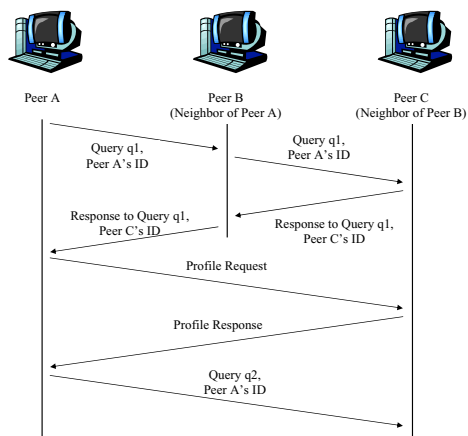 Peer A
Peer B
(Neighbor of Peer A)
Peer C
(Neighbor of Peer B)
Query q1,
Peer A's ID
Query q1,
Peer A's ID
Response to Query q1,
Peer C's ID
Response to Query q1,
Peer C's ID
Profile Request
Profile Response
Query q2,
Peer A's ID